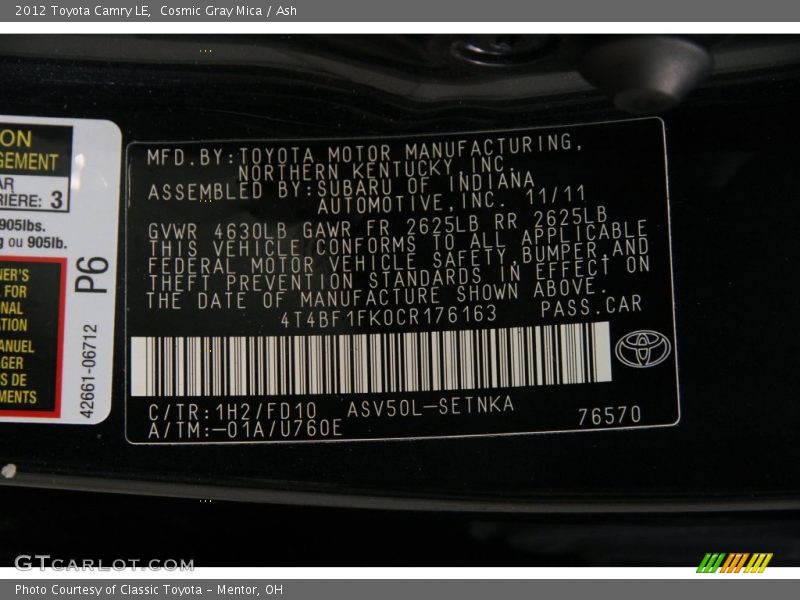 2012 Toyota Camry LE, Cosmic Gray Mica / Ash
ON
GEMENT
AR
RIÈRE: 3
905lbs.
g ou 905lb.
NER'S
FOR
ONAL
ATION
ANUEL
GER
S DE
MENTS
P6
42661-06712
MFD.BY:TOYOTA MOTOR MANUFACTURING,
NORTHERN KENTUCKY,INC.
ASSEMBLED BY:SUBARU OF INDIANA
AUTOMOTIVE,INC. 11/11
GVWR 4630LB GAWR FR 2625LB RR 2625LB
THIS VEHICLE CONFORMS TO ALL APPLICABLE
FEDERAL MOTOR VEHICLE SAFETY,BUMPER,AND
THEFT PREVENTION STANDARDS IN EFFECT ON
THE DATE OF MANUFACTURE SHOWN ABOVE.
4T4BF1FK0CR176163 PASS.CAR
C/TR:1H2/FD10 ASV50L-SETNKA
A/TM:-01A/U760E 76570
GTCARLOT.COM
Photo Courtesy of Classic Toyota - Mentor, OH